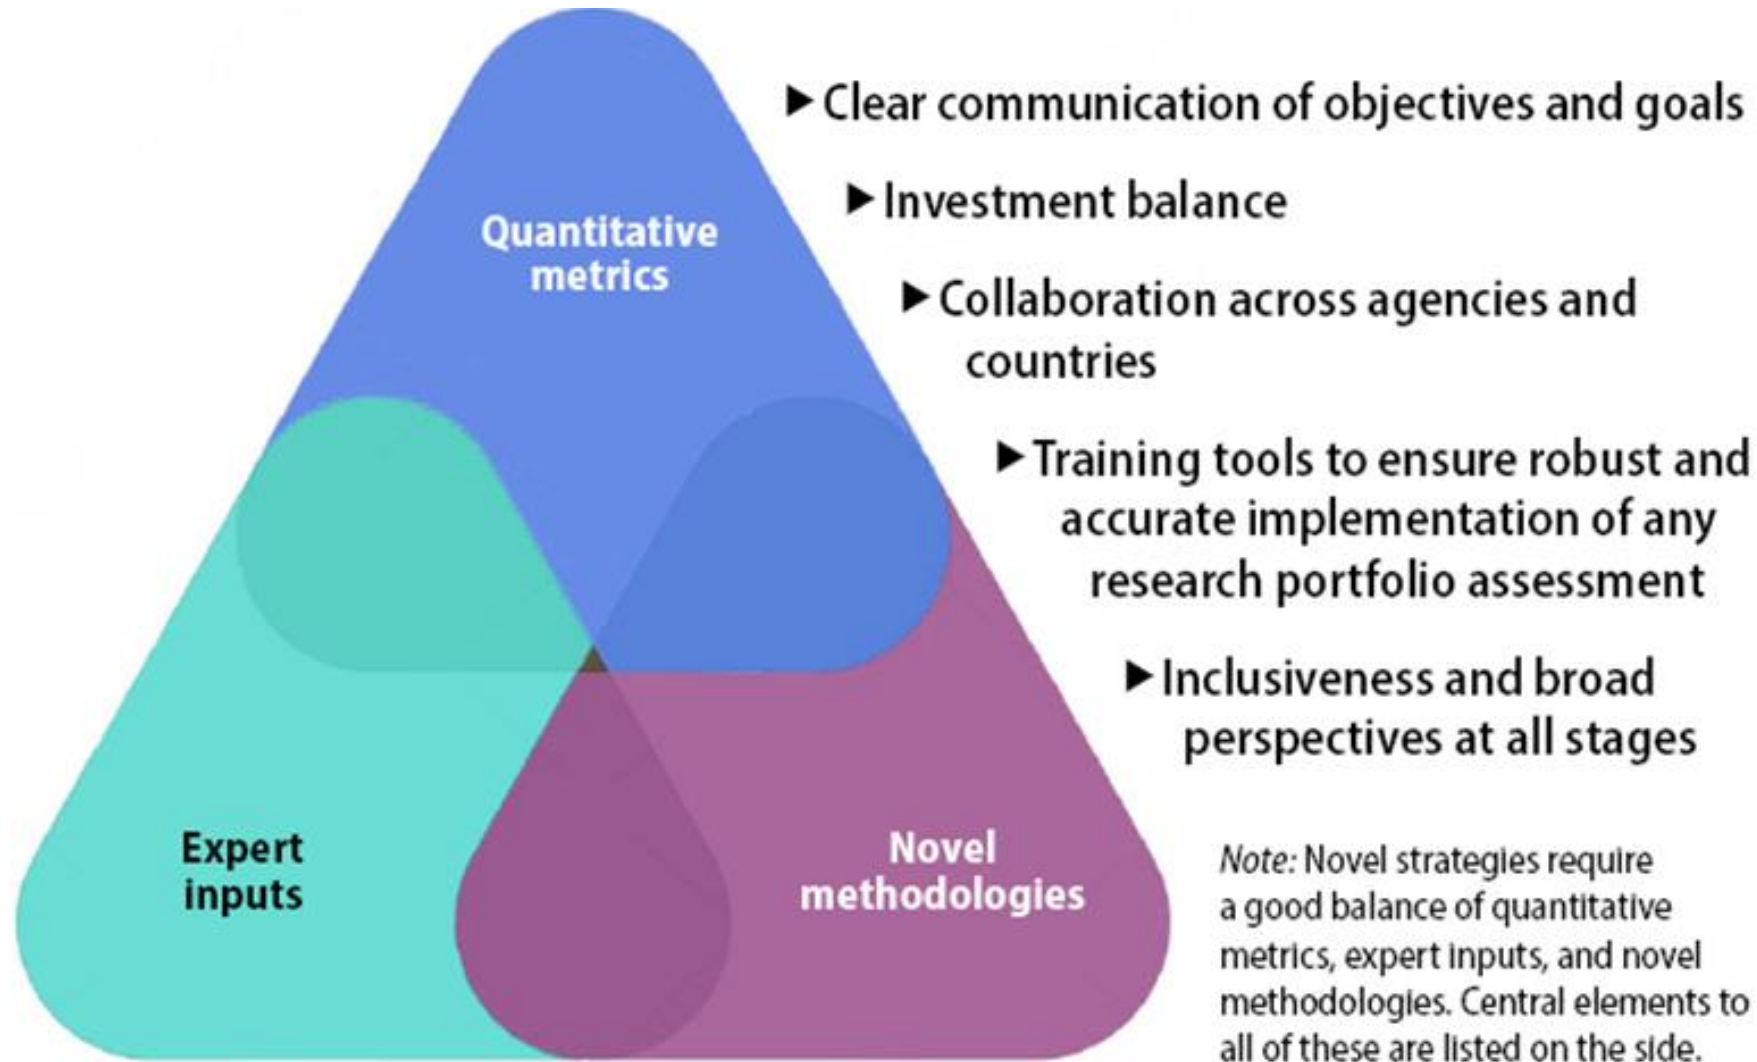 Quantitative
metrics
Expert
inputs
Novel
methodologies
▶ Clear communication of objectives and goals
▶ Investment balance
▶ Collaboration across agencies and
countries
▶ Training tools to ensure robust and
accurate implementation of any
research portfolio assessment
▶ Inclusiveness and broad
perspectives at all stages
Note: Novel strategies require
a good balance of quantitative
metrics, expert inputs, and novel
methodologies. Central elements to
all of these are listed on the side.